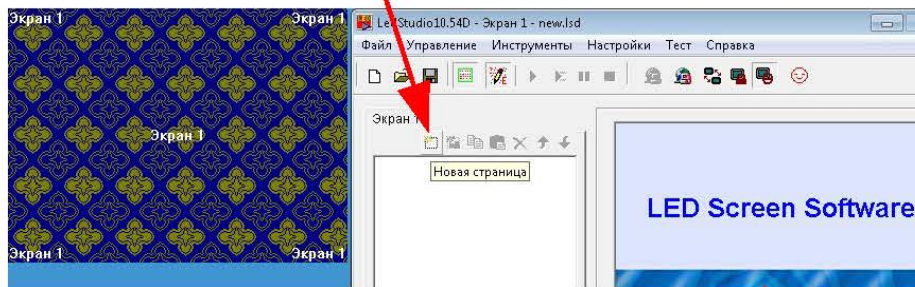 Экран 1 Экран 1
Экран 1
Экран 1 Экран 1
LedStudio10.54D - Экран 1 - new.lsd
Файл Управление Инструменты Настройки Тест Справка
Экран 1
Новая страница
LED Screen Software